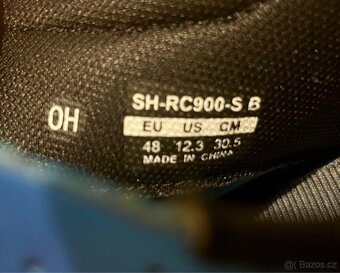 OH
SH-RC900-S B
EU US CM
48 12.3 30.5
MADE IN CHINA
@ Bazos.cz